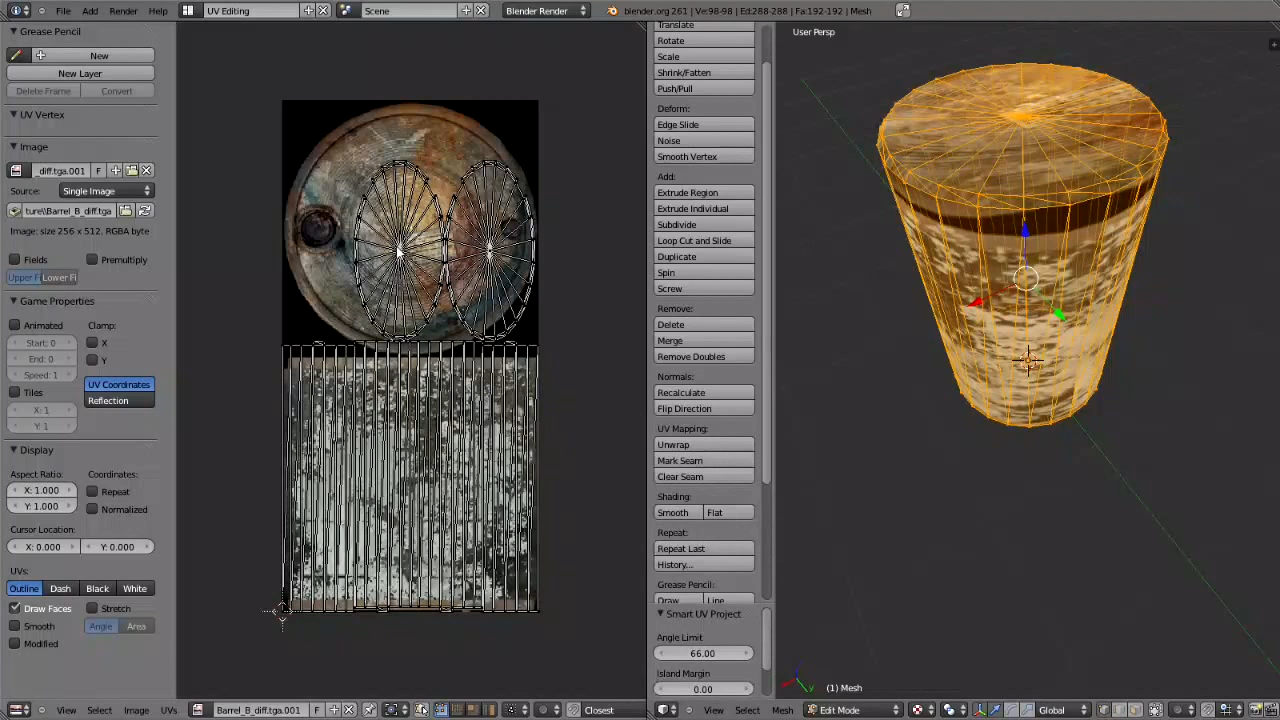 File Add Render Help UV Editing Scene Blender Render blender.org 261 | Ve:98-98 | Ed:288-288 | Fa:192-192 | Mesh
Grease Pencil
New
New Layer
Delete Frame Convert
UV Vertex
Image
_diff.tga.001 F
Source: Single Image
ture\\Barrel_B_diff.tga
Image: size 256 x 512, RGBA byte
Fields Premultiply
Upper Fi Lower Fi
Game Properties
Animated Clamp:
Start: 0 X
End: 0 Y
Speed: 1
Tiles UV Coordinates
X: 1 Reflection
Y: 1
Display
Aspect Ratio: Coordinates:
X: 1.000 Repeat
Y: 1.000 Normalized
Cursor Location:
X: 0.000 Y: 0.000
UVs:
Outline Dash Black White
Draw Faces Stretch
Smooth Angle Area
Modified
View Select Image UVs Barrel_B_diff.tga.001 F Closest
Translate
Rotate
Scale
Shrink/Fatten
Push/Pull
Deform:
Edge Slide
Noise
Smooth Vertex
Add:
Extrude Region
Extrude Individual
Subdivide
Loop Cut and Slide
Duplicate
Spin
Screw
Remove:
Delete
Merge
Remove Doubles
Normals:
Recalculate
Flip Direction
UV Mapping:
Unwrap
Mark Seam
Clear Seam
Shading:
Smooth Flat
Repeat:
Repeat Last
History...
Grease Pencil:
Draw Line
Smart UV Project
Angle Limit
66.00
Island Margin
0.00
User Persp
y
(1) Mesh
View Select Mesh Edit Mode Global